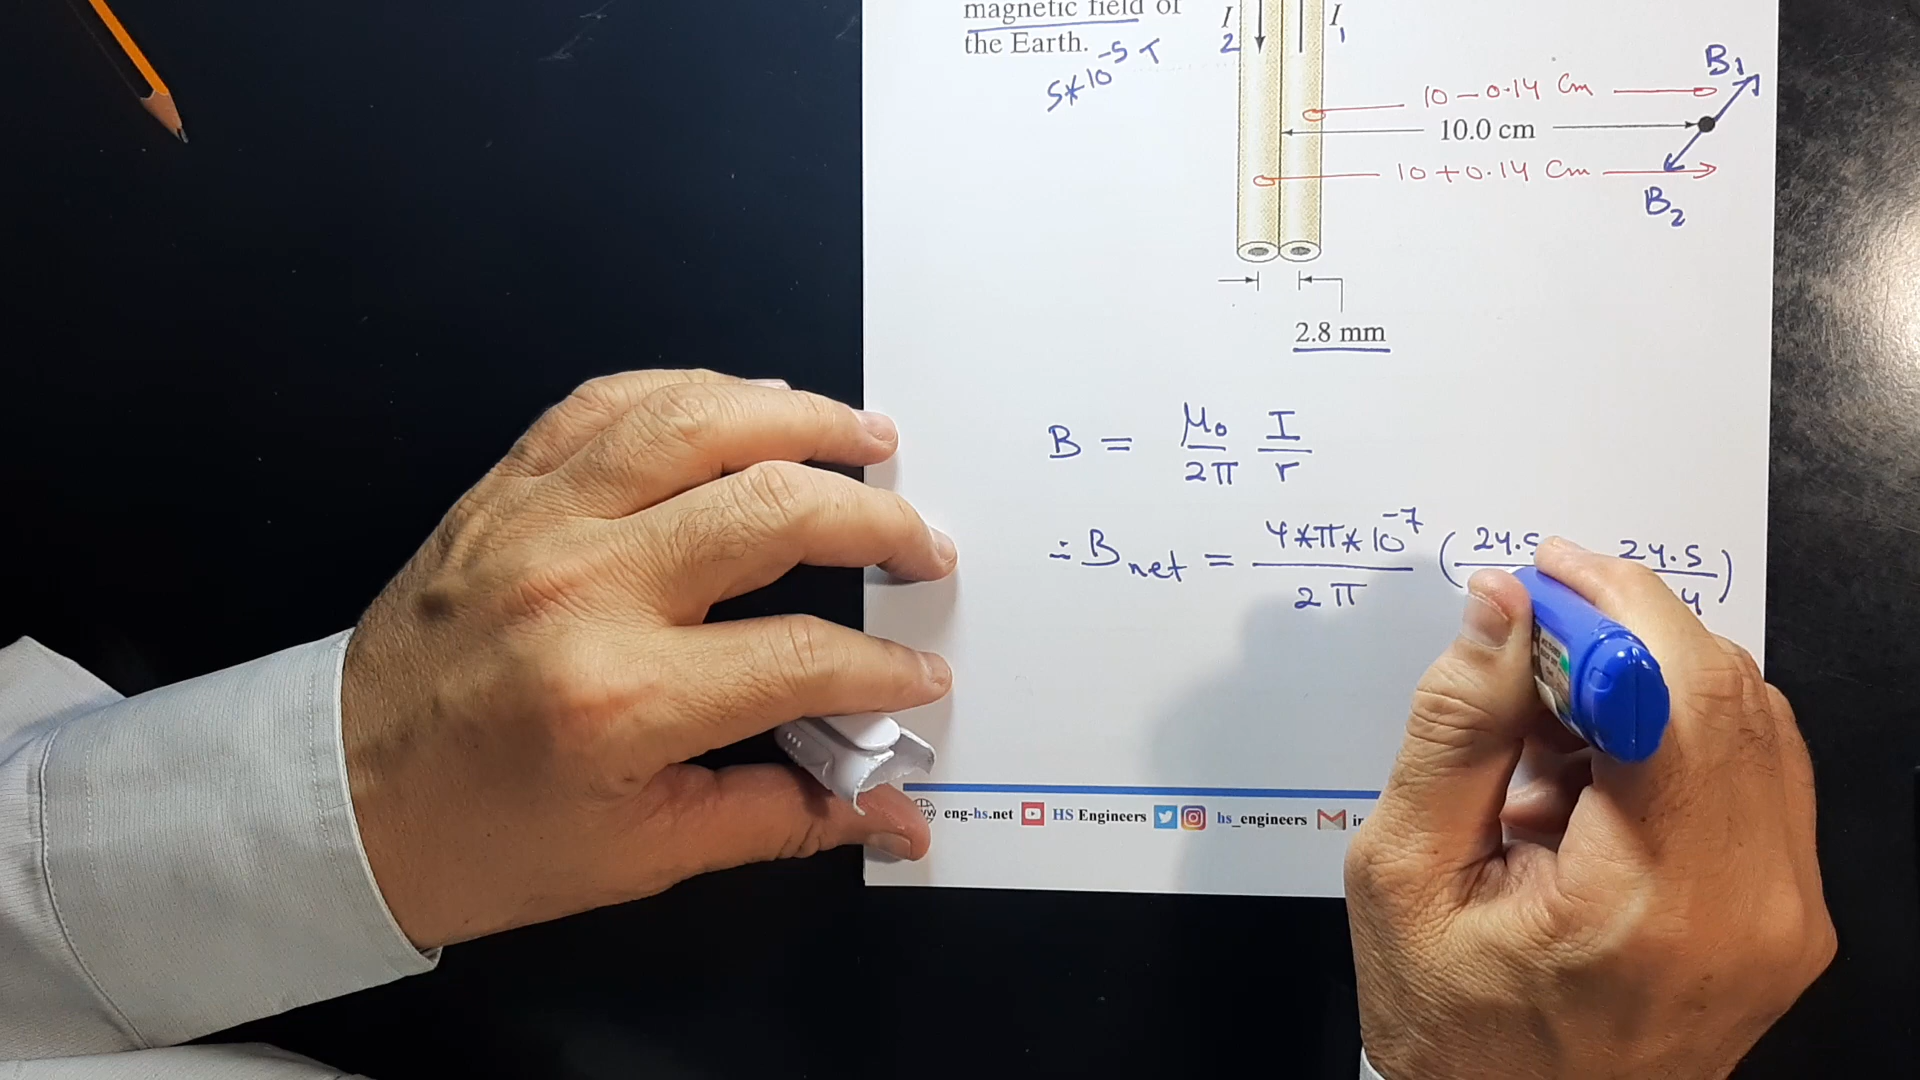 magnetic field of
the Earth.
5*10^-5 T
I 2
I 1
B1
10 - 0.14 cm
10.0 cm
10 + 0.14 cm
B2
2.8 mm
B = μ0/2π I/r
∴ Bnet = 4*π*10^-7 / 2π (24.5 24.5 / 4)
eng-hs.net HS Engineers hs_engineers